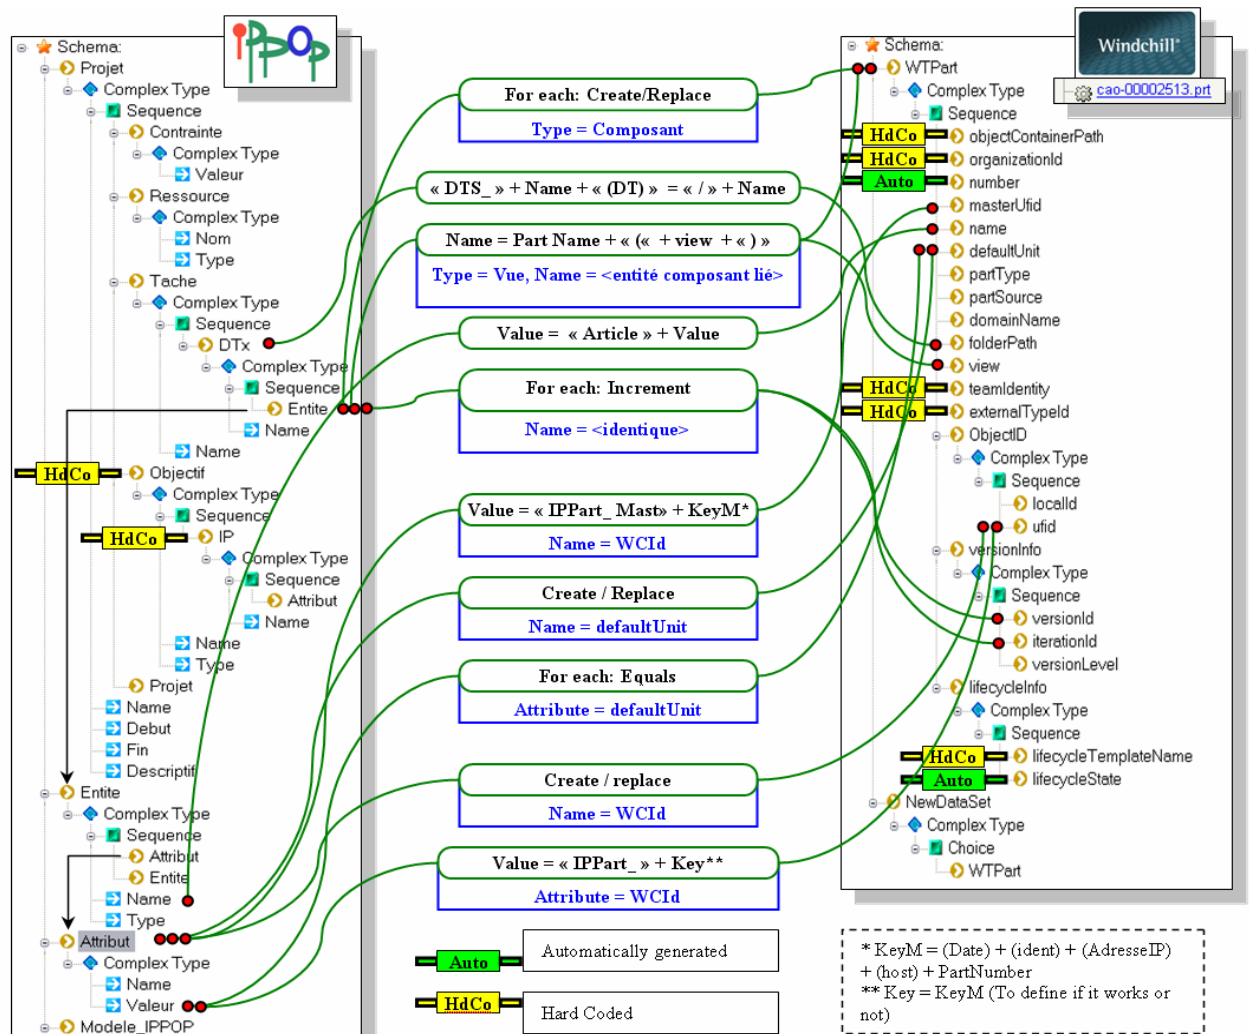 ippop
Schema:
Projet
Complex Type
Sequence
Contrainte
Complex Type
Valeur
Ressource
Complex Type
Nom
Type
Tache
Complex Type
Sequence
DTx
Complex Type
Sequence
Entite
Name
Name
HdCo
Objectif
Complex Type
Sequence
HdCo
IP
Complex Type
Sequence
Attribut
Name
Name
Type
Projet
Name
Debut
Fin
Descriptif
Entite
Complex Type
Sequence
Attribut
Entite
Name
Type
Attribut
Complex Type
Name
Valeur
Modele_IPPOP
For each: Create/Replace
Type = Composant
« DTS_ » + Name + « (DT) » = « / » + Name
Name = Part Name + « (« + view + « ) »
Type = Vue, Name = <entité composant lié>
Value = « Article » + Value
For each: Increment
Name = <identique>
Value = « IPPart_ Mast» + KeyM*
Name = WCId
Create / Replace
Name = defaultUnit
For each: Equals
Attribute = defaultUnit
Create / replace
Name = WCId
Value = « IPPart_ » + Key**
Attribute = WCId
Auto
Automatically generated
HdCo
Hard Coded
Windchill
cao-00002513.prt
Schema:
WTPart
Complex Type
Sequence
HdCo
objectContainerPath
HdCo
organizationId
Auto
number
masterUfid
name
defaultUnit
partType
partSource
domainName
folderPath
view
HdCo
teamIdentity
HdCo
externalTypeId
ObjectID
Complex Type
Sequence
localId
ufid
versionInfo
Complex Type
Sequence
versionId
iterationId
versionLevel
lifecycleInfo
Complex Type
Sequence
HdCo
lifecycleTemplateName
Auto
lifecycleState
NewDataSet
Complex Type
Choice
WTPart
* KeyM = (Date) + (ident) + (AdresseIP)
+ (host) + PartNumber
** Key = KeyM (To define if it works or
not)